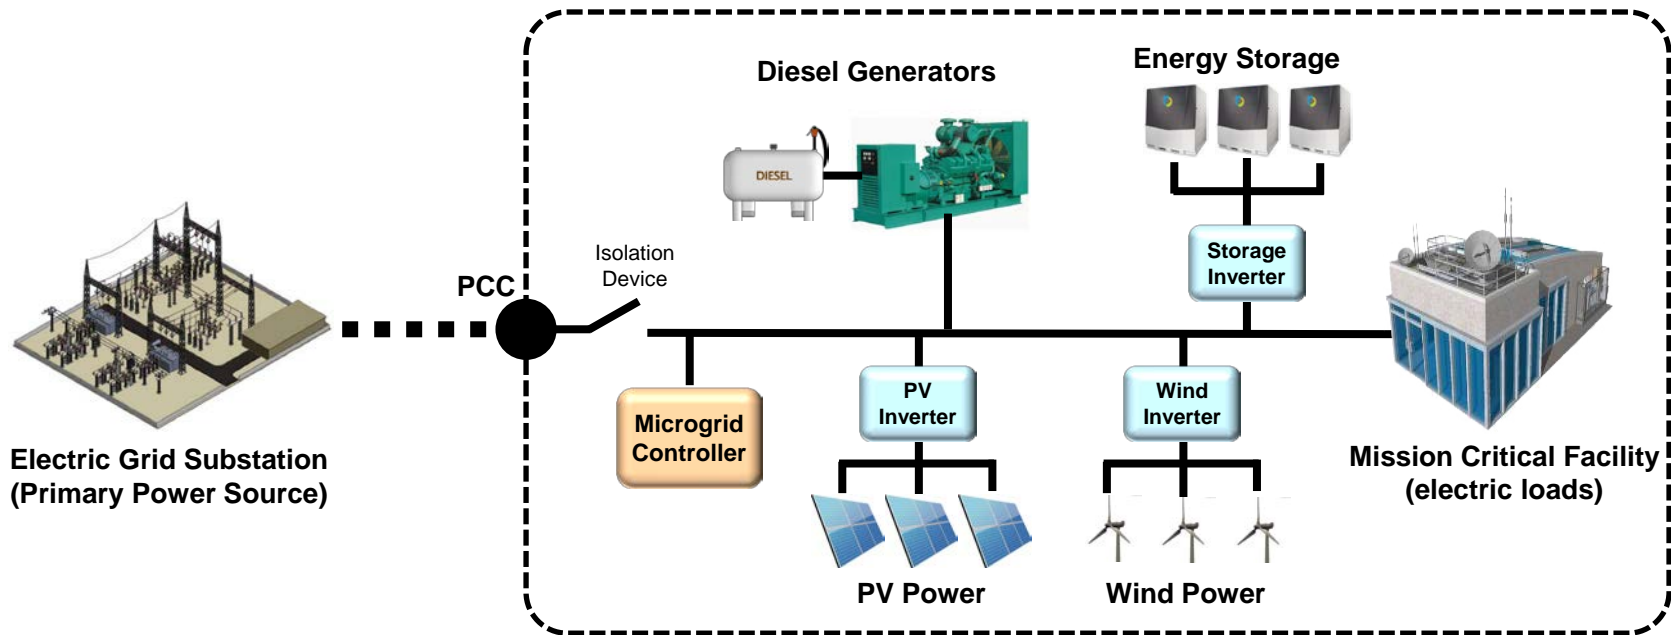 Diesel Generators
Energy Storage
DIESEL
Isolation
Device
PCC
Storage
Inverter
PV
Inverter
Wind
Inverter
Microgrid
Controller
Electric Grid Substation
(Primary Power Source)
Mission Critical Facility
(electric loads)
PV Power
Wind Power